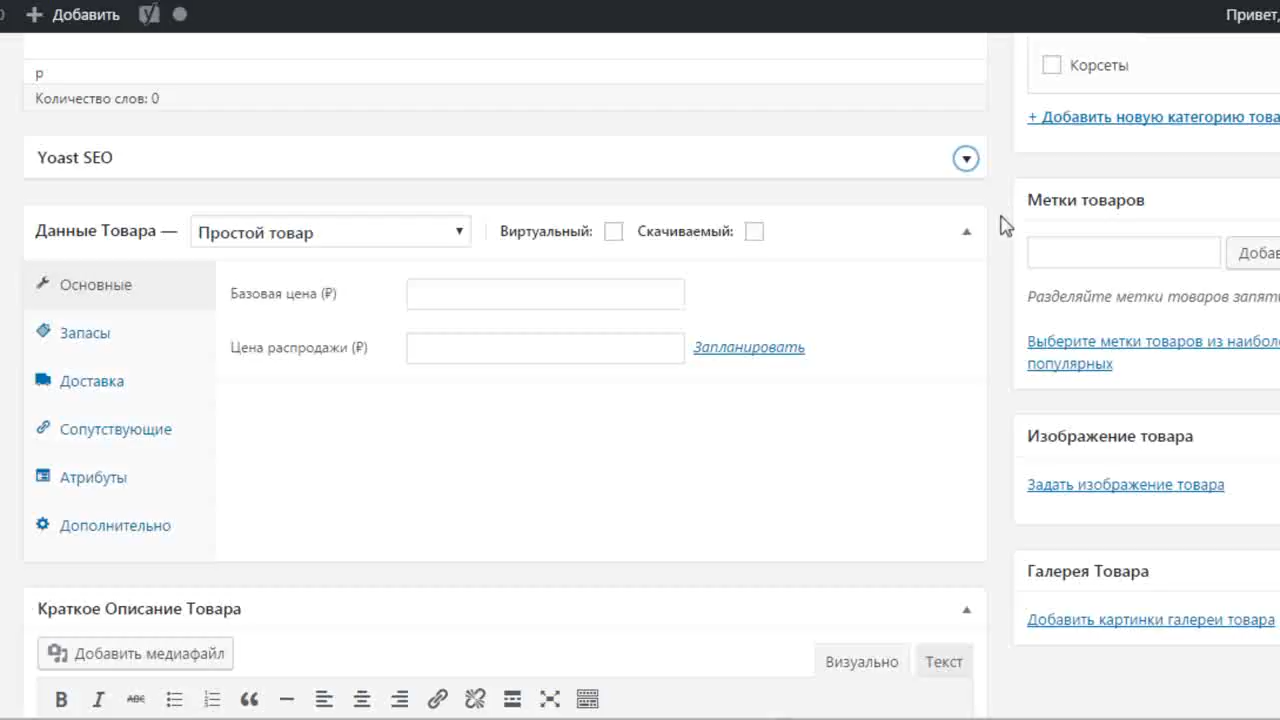 Добавить
Привет,
p
Количество слов: 0
Yoast SEO
Данные Товара —
Простой товар
Виртуальный:
Скачиваемый:
Основные
Запасы
Доставка
Сопутствующие
Атрибуты
Дополнительно
Базовая цена (₽)
Цена распродажи (₽)
Запланировать
Краткое Описание Товара
Добавить медиафайл
Визуально
Текст
B I ABC
Корсеты
+ Добавить новую категорию това
Метки товаров
Добав
Разделяйте метки товаров запят
Выберите метки товаров из наибол
популярных
Изображение товара
Задать изображение товара
Галерея Товара
Добавить картинки галереи товара